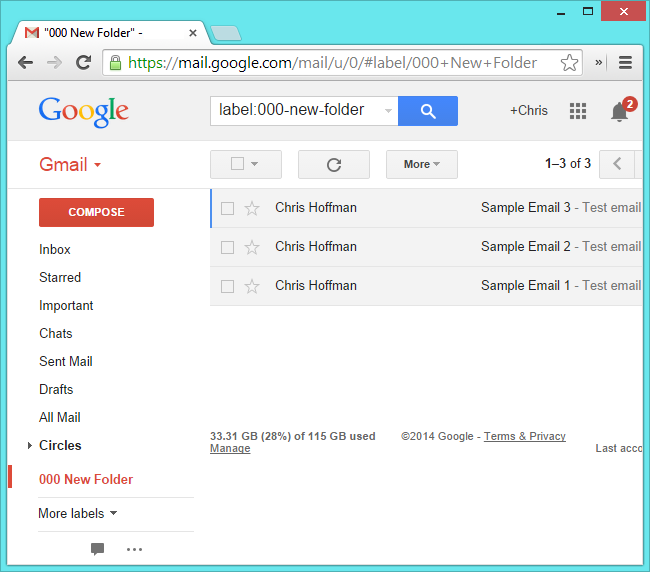 "000 New Folder" -
https://mail.google.com/mail/u/0/#label/000+New+Folder
Google
label:000-new-folder
+Chris
2
Gmail
More
1–3 of 3
COMPOSE
Chris Hoffman Sample Email 3 - Test email
Chris Hoffman Sample Email 2 - Test email
Chris Hoffman Sample Email 1 - Test email
Inbox
Starred
Important
Chats
Sent Mail
Drafts
All Mail
Circles
000 New Folder
More labels
33.31 GB (28%) of 115 GB used
Manage
©2014 Google - Terms & Privacy
Last acco